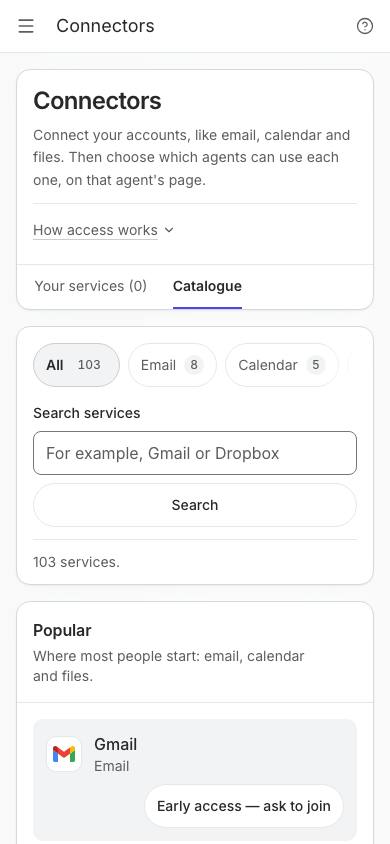 Connectors
Connectors
Connect your accounts, like email, calendar and
files. Then choose which agents can use each
one, on that agent's page.
How access works
Your services (0)
Catalogue
All 103
Email 8
Calendar 5
Search services
For example, Gmail or Dropbox
Search
103 services.
Popular
Where most people start: email, calendar
and files.
Gmail
Email
Early access — ask to join